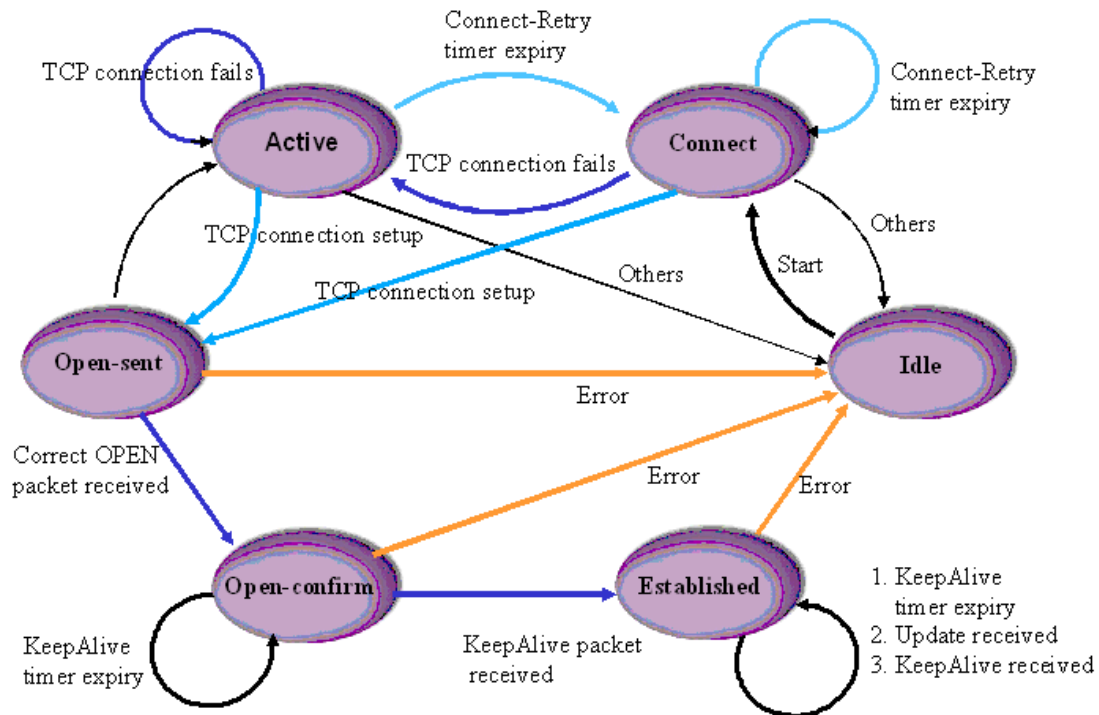 Connect-Retry
timer expiry
TCP connection fails
Connect-Retry
timer expiry
Active
Connect
TCP connection fails
Others
TCP connection setup
Start
Others
TCP connection setup
Open-sent
Idle
Error
Correct OPEN
packet received
Error
Error
Open-confirm
Established
1. KeepAlive
timer expiry
2. Update received
3. KeepAlive received
KeepAlive
timer expiry
KeepAlive packet
received